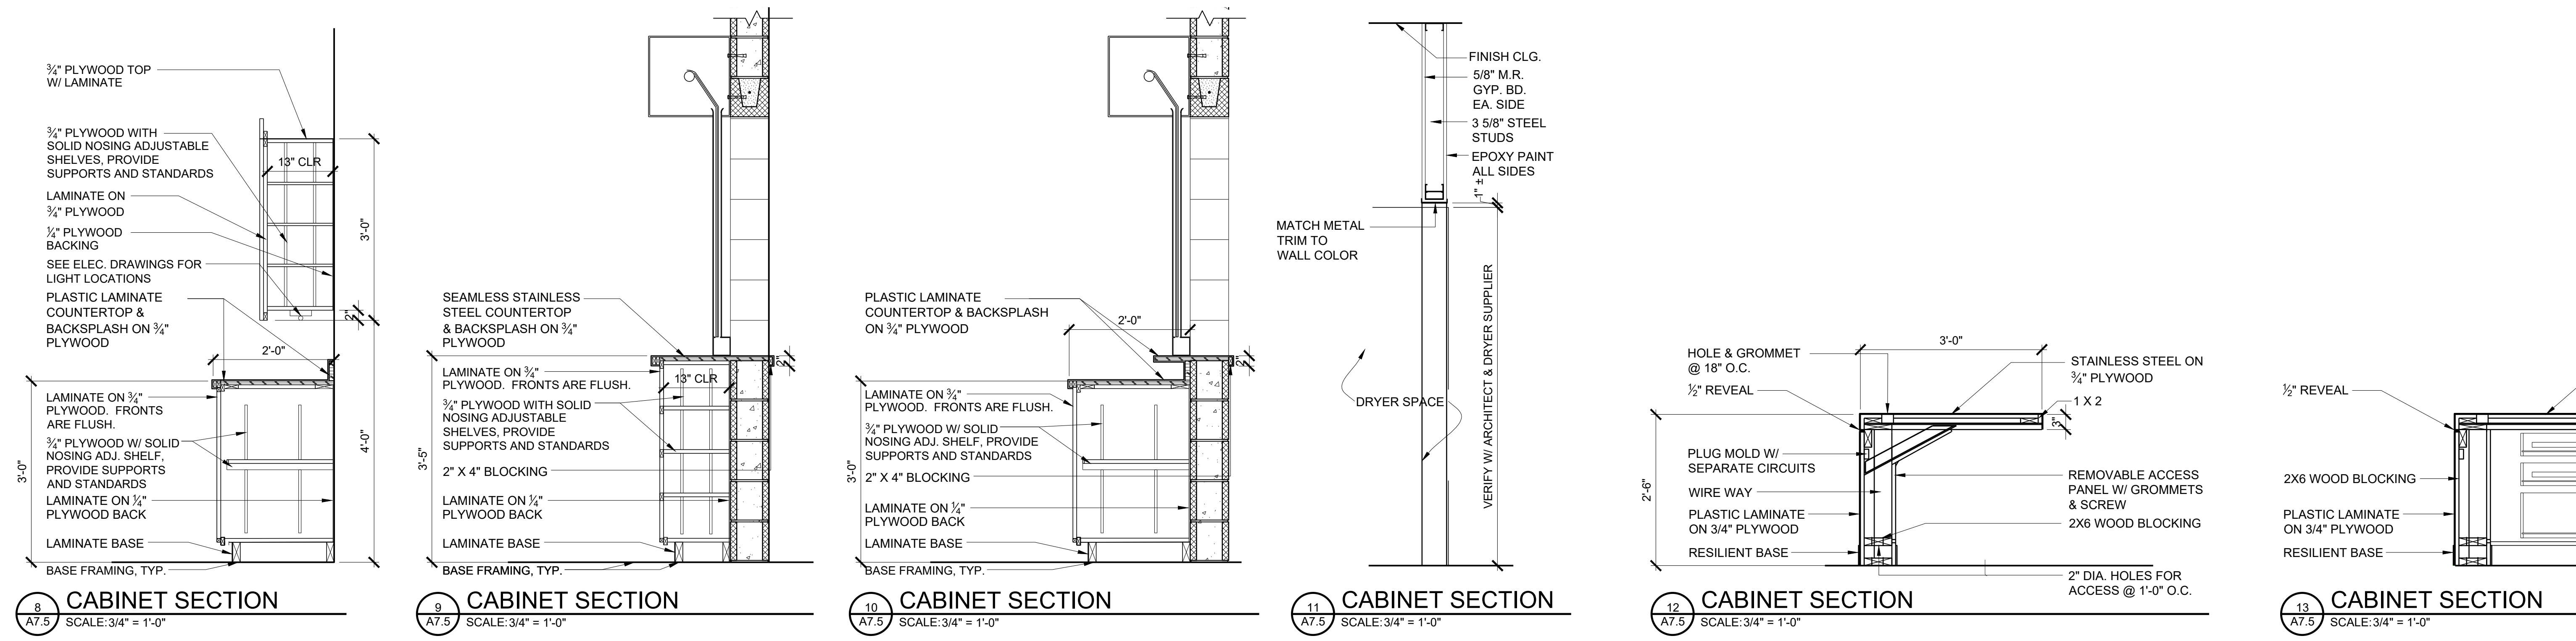 ¾" PLYWOOD TOP
W/ LAMINATE
¾" PLYWOOD WITH
SOLID NOSING ADJUSTABLE
SHELVES, PROVIDE
SUPPORTS AND STANDARDS
13" CLR
LAMINATE ON
¾" PLYWOOD
¼" PLYWOOD
BACKING
3'-0"
SEE ELEC. DRAWINGS FOR
LIGHT LOCATIONS
2"
PLASTIC LAMINATE
COUNTERTOP &
BACKSPLASH ON ¾"
PLYWOOD
2'-0"
LAMINATE ON ¾"
PLYWOOD. FRONTS
ARE FLUSH.
¾" PLYWOOD W/ SOLID
NOSING ADJ. SHELF,
PROVIDE SUPPORTS
AND STANDARDS
LAMINATE ON ¼"
PLYWOOD BACK
LAMINATE BASE
BASE FRAMING, TYP.
3'-0"
4'-0"
8
A7.5
CABINET SECTION
SCALE: 3/4" = 1'-0"
SEAMLESS STAINLESS
STEEL COUNTERTOP
& BACKSPLASH ON ¾"
PLYWOOD
2"
LAMINATE ON ¾"
PLYWOOD. FRONTS ARE FLUSH.
13" CLR
¾" PLYWOOD WITH SOLID
NOSING ADJUSTABLE
SHELVES, PROVIDE
SUPPORTS AND STANDARDS
2" X 4" BLOCKING
LAMINATE ON ¼"
PLYWOOD BACK
LAMINATE BASE
BASE FRAMING, TYP.
3'-5"
9
A7.5
CABINET SECTION
SCALE: 3/4" = 1'-0"
PLASTIC LAMINATE
COUNTERTOP & BACKSPLASH
ON ¾" PLYWOOD
2'-0"
2"
LAMINATE ON ¾"
PLYWOOD. FRONTS ARE FLUSH.
¾" PLYWOOD W/ SOLID
NOSING ADJ. SHELF, PROVIDE
SUPPORTS AND STANDARDS
2" X 4" BLOCKING
LAMINATE ON ¼"
PLYWOOD BACK
LAMINATE BASE
BASE FRAMING, TYP.
3'-0"
10
A7.5
CABINET SECTION
SCALE: 3/4" = 1'-0"
FINISH CLG.
5/8" M.R.
GYP. BD.
EA. SIDE
3 5/8" STEEL
STUDS
EPOXY PAINT
ALL SIDES
1" ±
MATCH METAL
TRIM TO
WALL COLOR
DRYER SPACE
VERIFY W/ ARCHITECT & DRYER SUPPLIER
11
A7.5
CABINET SECTION
SCALE: 3/4" = 1'-0"
HOLE & GROMMET
@ 18" O.C.
½" REVEAL
3'-0"
STAINLESS STEEL ON
¾" PLYWOOD
1 X 2
3"
PLUG MOLD W/
SEPARATE CIRCUITS
WIRE WAY
PLASTIC LAMINATE
ON 3/4" PLYWOOD
RESILIENT BASE
2'-6"
REMOVABLE ACCESS
PANEL W/ GROMMETS
& SCREW
2X6 WOOD BLOCKING
2" DIA. HOLES FOR
ACCESS @ 1'-0" O.C.
12
A7.5
CABINET SECTION
SCALE: 3/4" = 1'-0"
½" REVEAL
2X6 WOOD BLOCKING
PLASTIC LAMINATE
ON 3/4" PLYWOOD
RESILIENT BASE
13
A7.5
CABINET SECTION
SCALE: 3/4" = 1'-0"